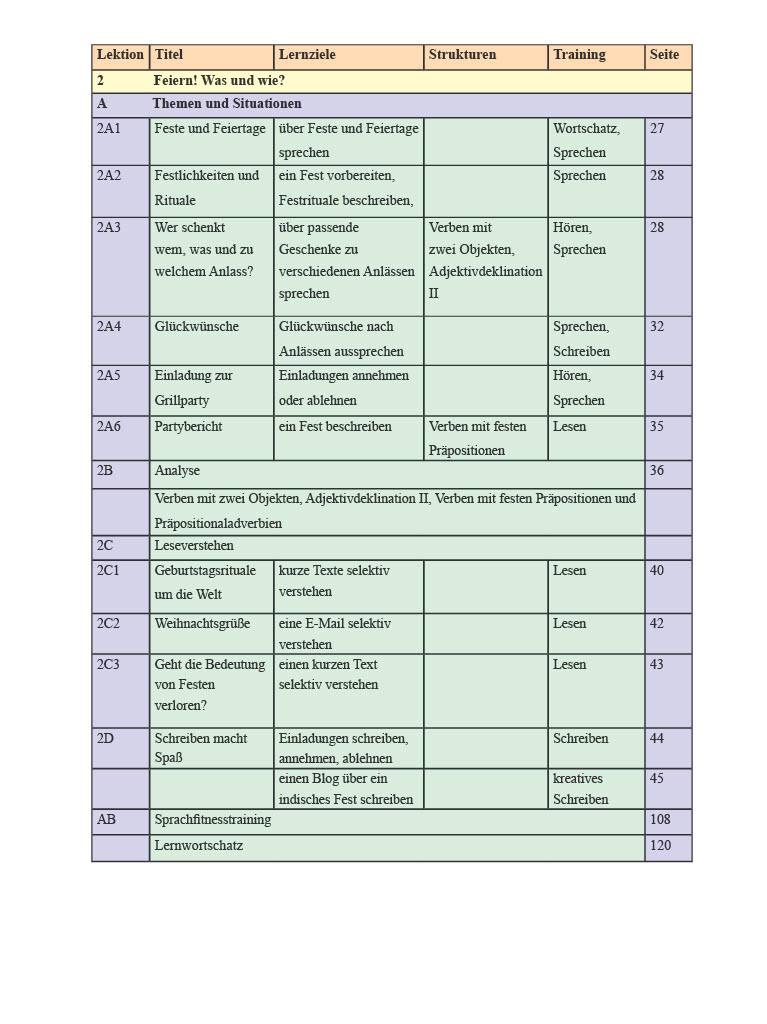 Lektion Titel Lernziele Strukturen Training Seite
2 Feiern! Was und wie?
A Themen und Situationen
2A1 Feste und Feiertage über Feste und Feiertage Wortschatz, 27
sprechen Sprechen
2A2 Festlichkeiten und ein Fest vorbereiten, Sprechen 28
Rituale Festrituale beschreiben,
2A3 Wer schenkt über passende Verben mit Hören, 28
wem, was und zu Geschenke zu zwei Objekten, Sprechen
welchem Anlass? verschiedenen Anlässen Adjektivdeklination
sprechen II
2A4 Glückwünsche Glückwünsche nach Sprechen, 32
Anlässen aussprechen Schreiben
2A5 Einladung zur Einladungen annehmen Hören, 34
Grillparty oder ablehnen Sprechen
2A6 Partybericht ein Fest beschreiben Verben mit festen Lesen 35
Präpositionen
2B Analyse 36
Verben mit zwei Objekten, Adjektivdeklination II, Verben mit festen Präpositionen und
Präpositionaladverbien
2C Leseverstehen
2C1 Geburtstagsrituale kurze Texte selektiv Lesen 40
um die Welt verstehen
2C2 Weihnachtsgrüße eine E-Mail selektiv Lesen 42
verstehen
2C3 Geht die Bedeutung einen kurzen Text Lesen 43
von Festen selektiv verstehen
verloren?
2D Schreiben macht Einladungen schreiben, Schreiben 44
Spaß annehmen, ablehnen
einen Blog über ein kreatives 45
indisches Fest schreiben Schreiben
AB Sprachfitnesstraining 108
Lernwortschatz 120